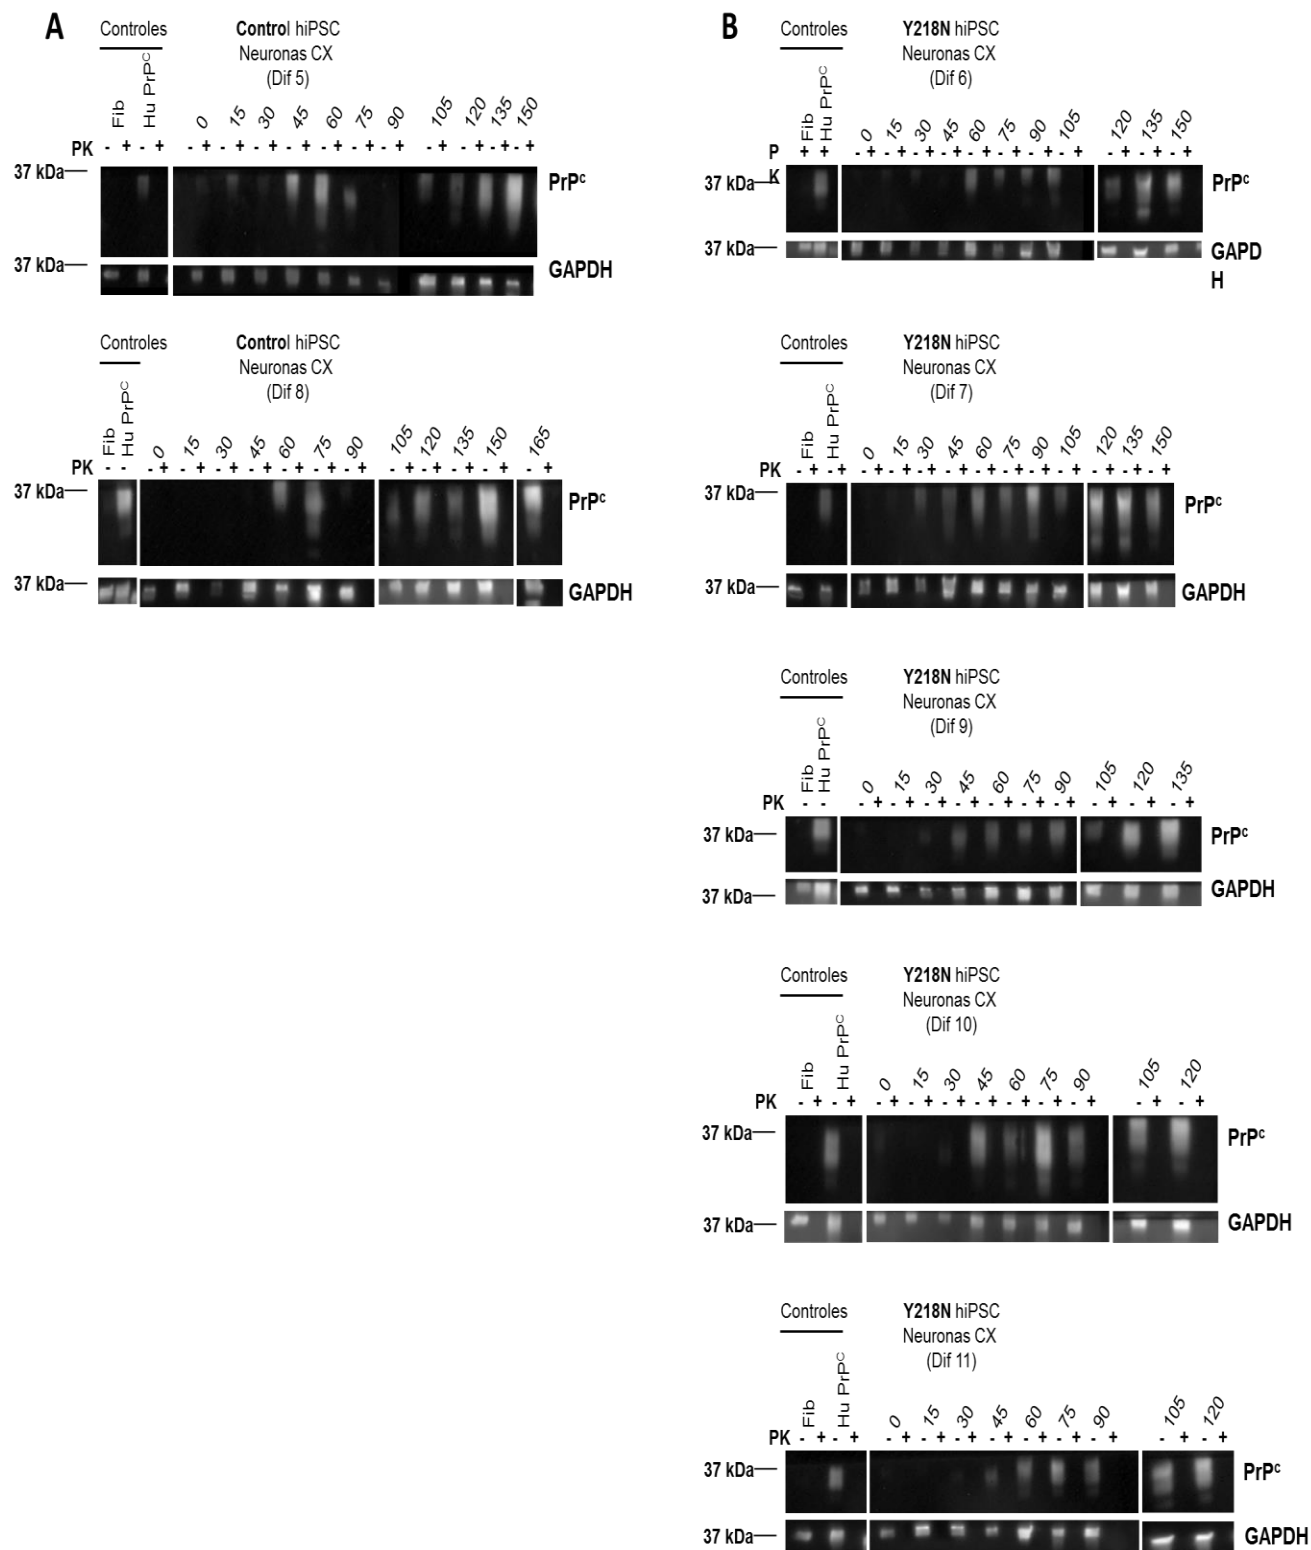 A
Controles
Control hiPSC
Neuronas CX
(Dif 5)
Fib
Hu PrPC
0 15 30 45 60 75 90 105 120 135 150
PK - + - + - + - + - + - + - + - + - + - + - + - + - +
37 kDa
PrPc
37 kDa
GAPDH
Controles
Control hiPSC
Neuronas CX
(Dif 8)
Fib
Hu PrPC
0 15 30 45 60 75 90 105 120 135 150 165
PK - - - + - + - + - + - + - + - + - + - + - + - + - +
37 kDa
PrPc
37 kDa
GAPDH
B
Controles
Y218N hiPSC
Neuronas CX
(Dif 6)
Fib
Hu PrPC
0 15 30 45 60 75 90 105 120 135 150
P - - - + - + - + - + - + - + - + - + - + - + - +
+ +
K
37 kDa
PrPc
37 kDa
GAPD
H
Controles
Y218N hiPSC
Neuronas CX
(Dif 7)
Fib
Hu PrPC
0 15 30 45 60 75 90 105 120 135 150
PK - + - + - + - + - + - + - + - + - + - + - + - + - +
37 kDa
PrPc
37 kDa
GAPDH
Controles
Y218N hiPSC
Neuronas CX
(Dif 9)
Fib
Hu PrPC
0 15 30 45 60 75 90 105 120 135
PK - - - + - + - + - + - + - + - + - + - + - +
37 kDa
PrPc
37 kDa
GAPDH
Controles
Y218N hiPSC
Neuronas CX
(Dif 10)
Fib
Hu PrPC
0 15 30 45 60 75 90 105 120
PK - + - + - + - + - + - + - + - + - + - + - +
37 kDa
PrPc
37 kDa
GAPDH
Controles
Y218N hiPSC
Neuronas CX
(Dif 11)
Fib
Hu PrPC
0 15 30 45 60 75 90 105 120
PK - + - + - + - + - + - + - + - + - + - + - +
37 kDa
PrPc
37 kDa
GAPDH